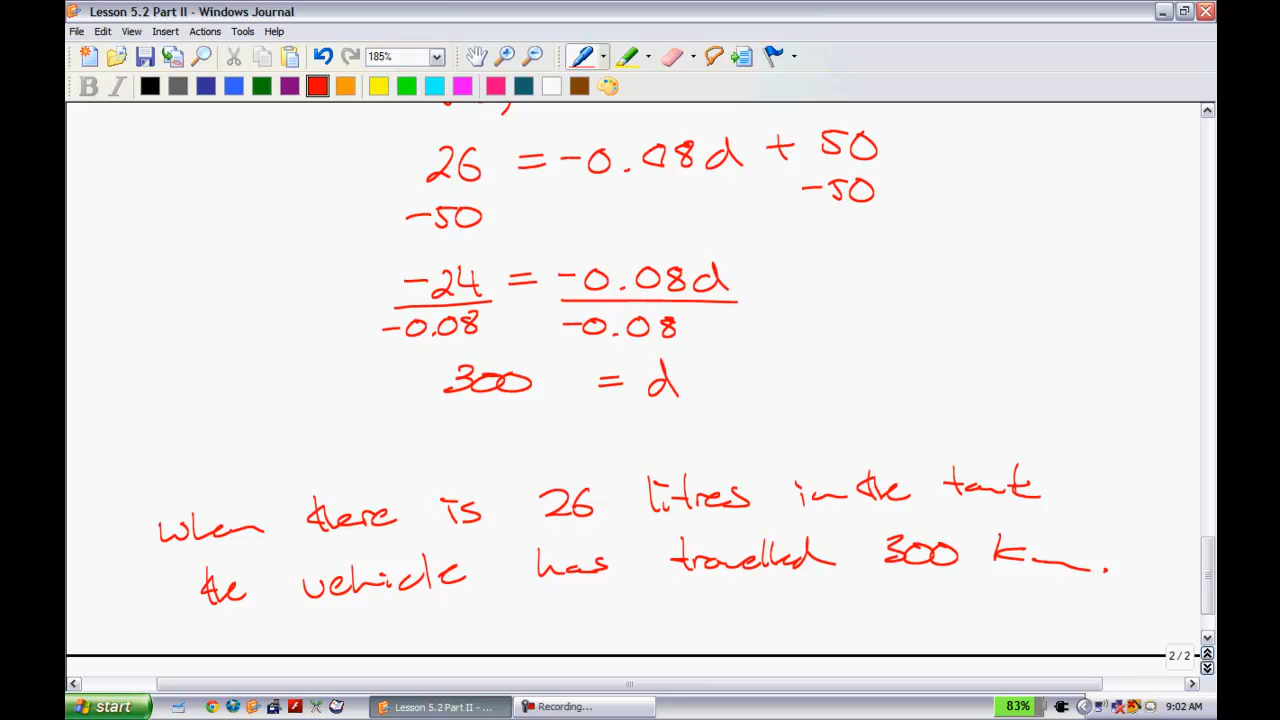 Lesson 5.2 Part II - Windows Journal
File Edit View Insert Actions Tools Help
185%
B I
26 = -0.08d + 50
-50 -50
-24 = -0.08d
-0.08 -0.08
300 = d
when there is 26 litres in the tank
the vehicle has travelled 300 km.
2/2
start
Lesson 5.2 Part II - ...
Recording...
83%
9:02 AM